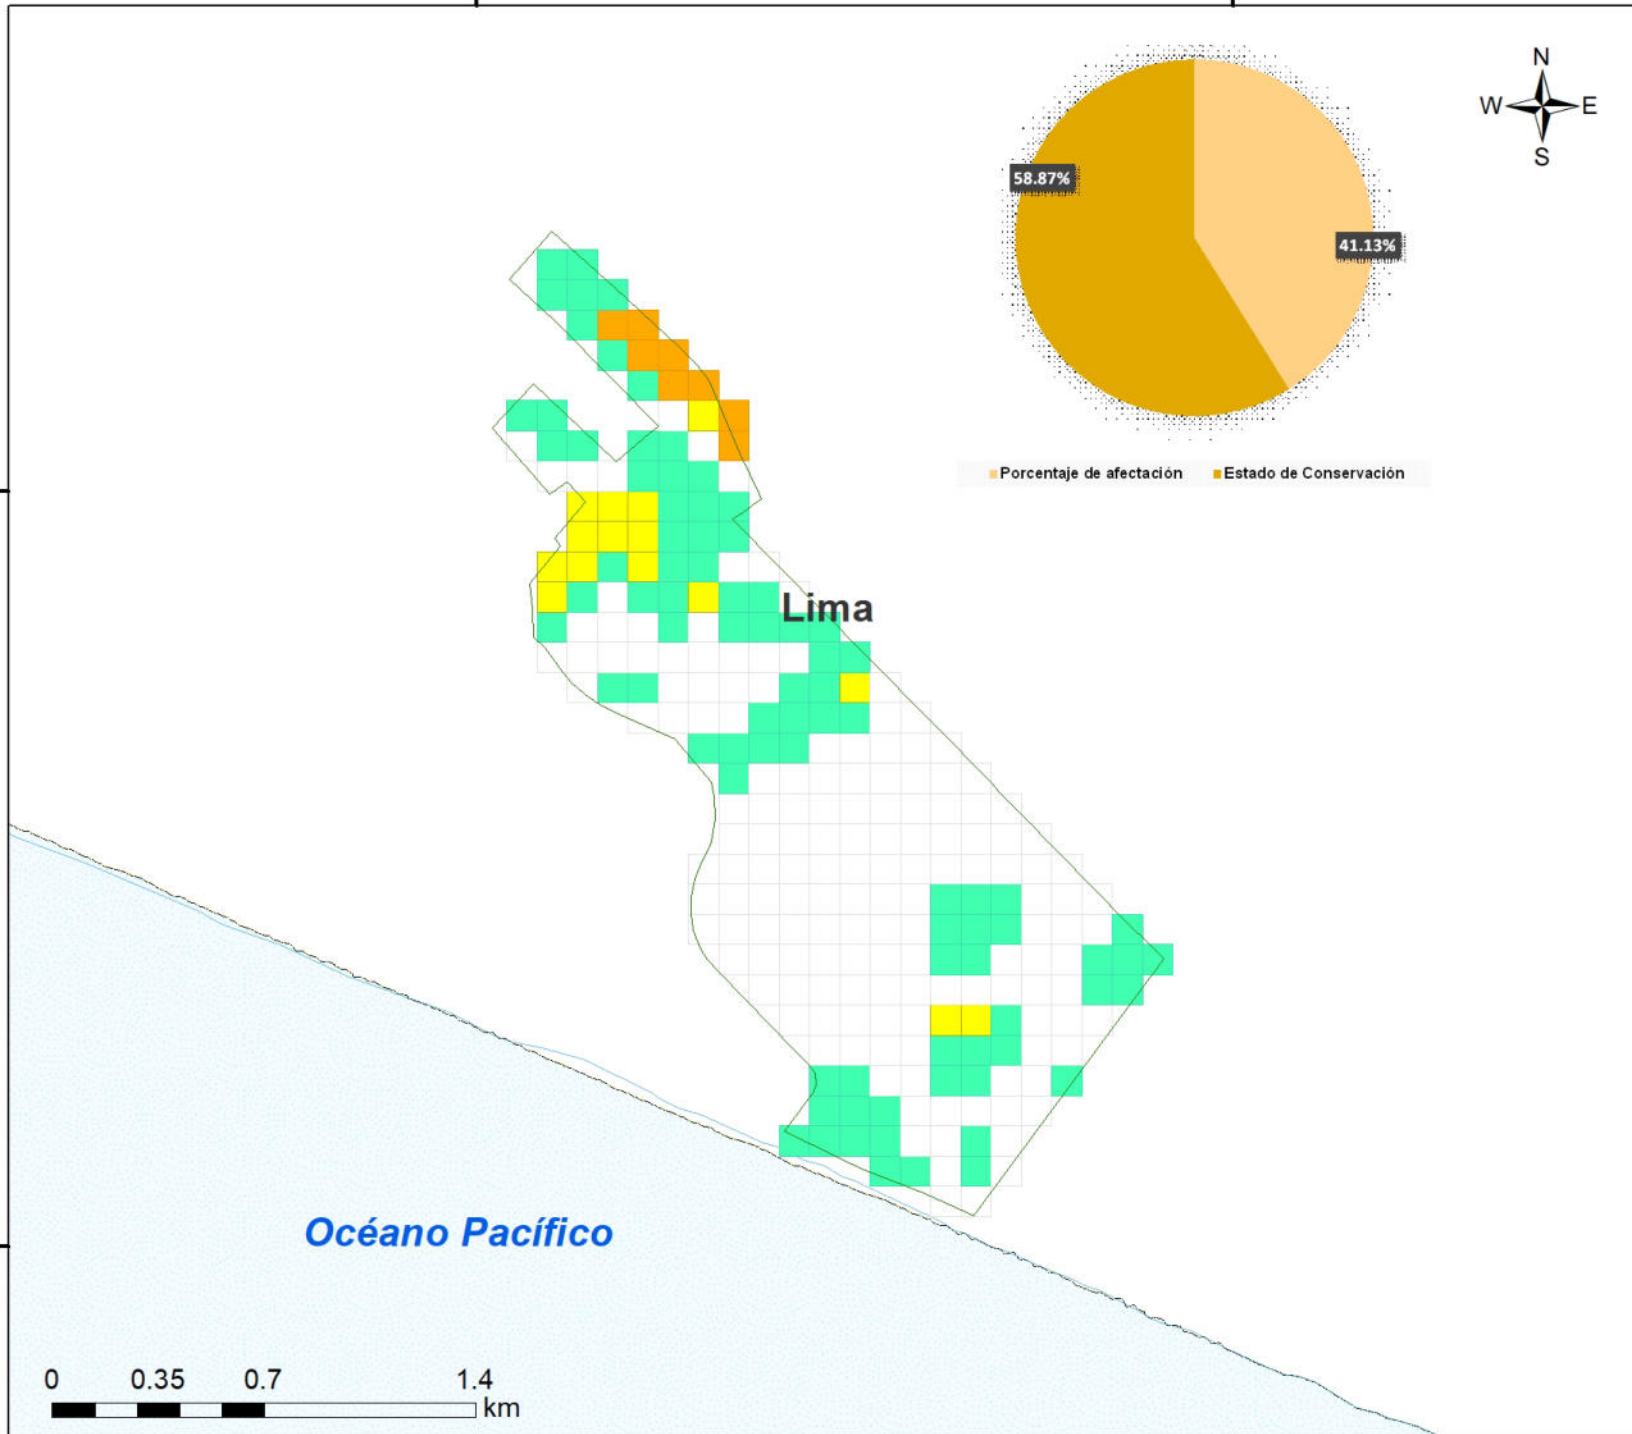 N
W E
S
58.87%
41.13%
Porcentaje de afectación Estado de Conservación
Lima
Océano Pacífico
0 0.35 0.7 1.4
km